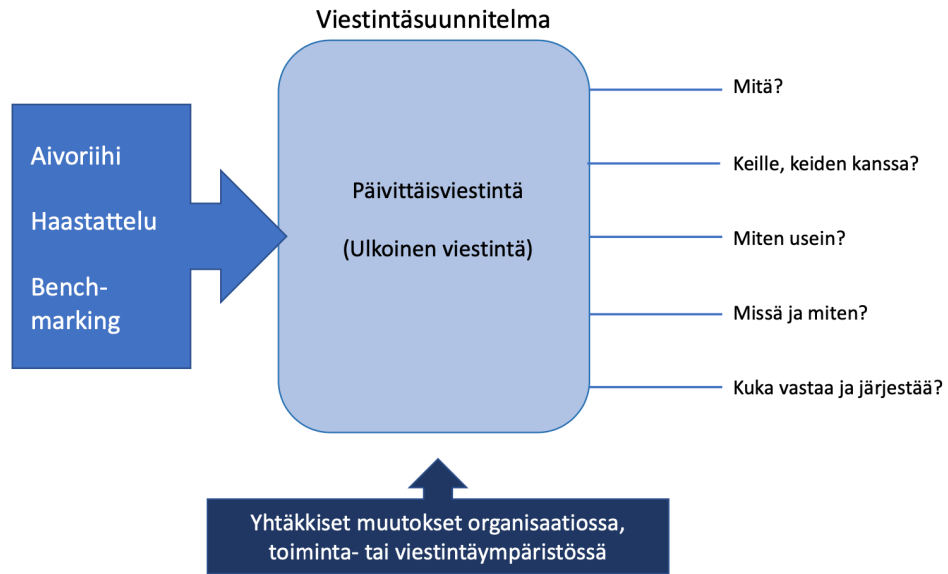 Viestintäsuunnitelma
Aivoriihi
Haastattelu
Bench-
marking
Päivittäisviestintä
(Ulkoinen viestintä)
Mitä?
Keille, keiden kanssa?
Miten usein?
Missä ja miten?
Kuka vastaa ja järjestää?
Yhtäkkiset muutokset organisaatiossa,
toiminta- tai viestintäympäristössä